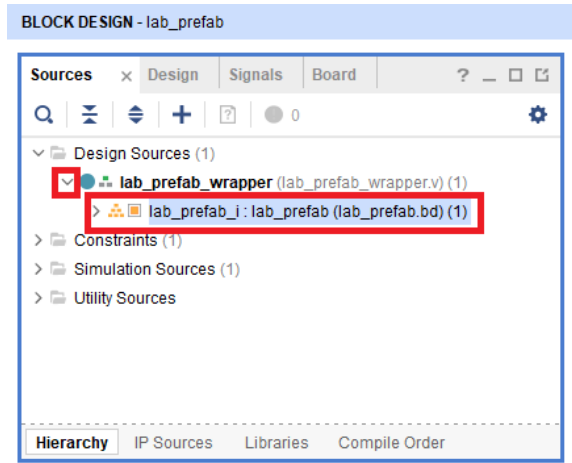 BLOCK DESIGN - lab_prefab
Sources × Design Signals Board ? _
0
Design Sources (1)
lab_prefab_wrapper (lab_prefab_wrapper.v) (1)
lab_prefab_i : lab_prefab (lab_prefab.bd) (1)
Constraints (1)
Simulation Sources (1)
Utility Sources
Hierarchy IP Sources Libraries Compile Order